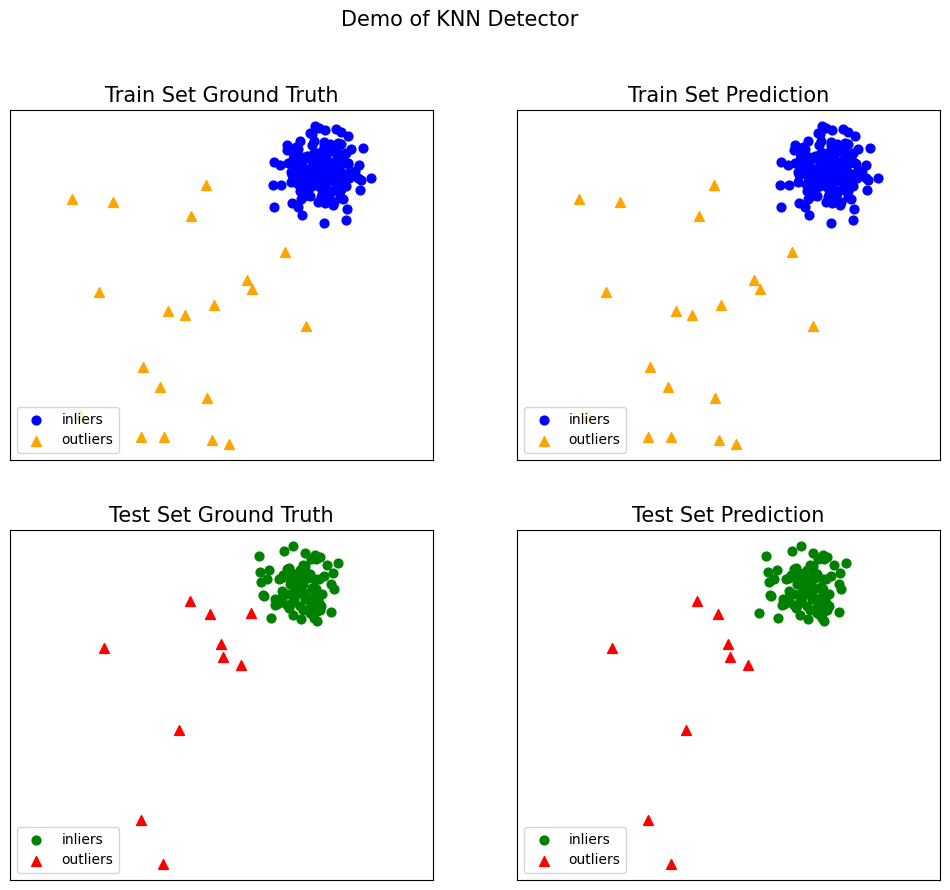 Demo of KNN Detector
Train Set Ground Truth
Train Set Prediction
inliers
outliers
inliers
outliers
Test Set Ground Truth
Test Set Prediction
inliers
outliers
inliers
outliers